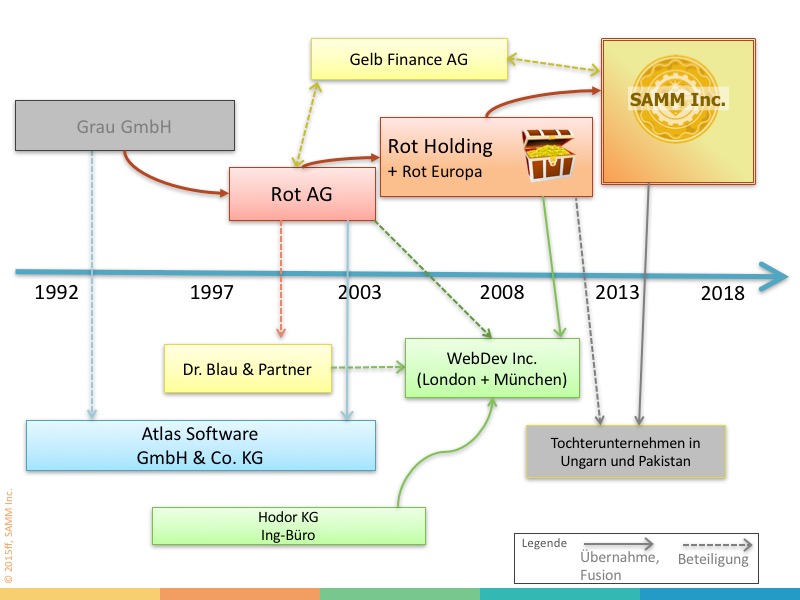 Gelb Finance AG
SAMM Inc.
Grau GmbH
Rot Holding
+ Rot Europa
Rot AG
1992
1997
2003
2008
2013
2018
Dr. Blau & Partner
WebDev Inc.
(London + München)
Atlas Software
GmbH & Co. KG
Tochterunternehmen in
Ungarn und Pakistan
Hodor KG
Ing-Büro
Legende
Übernahme,
Fusion
Beteiligung
© 2015ff, SAMM Inc.